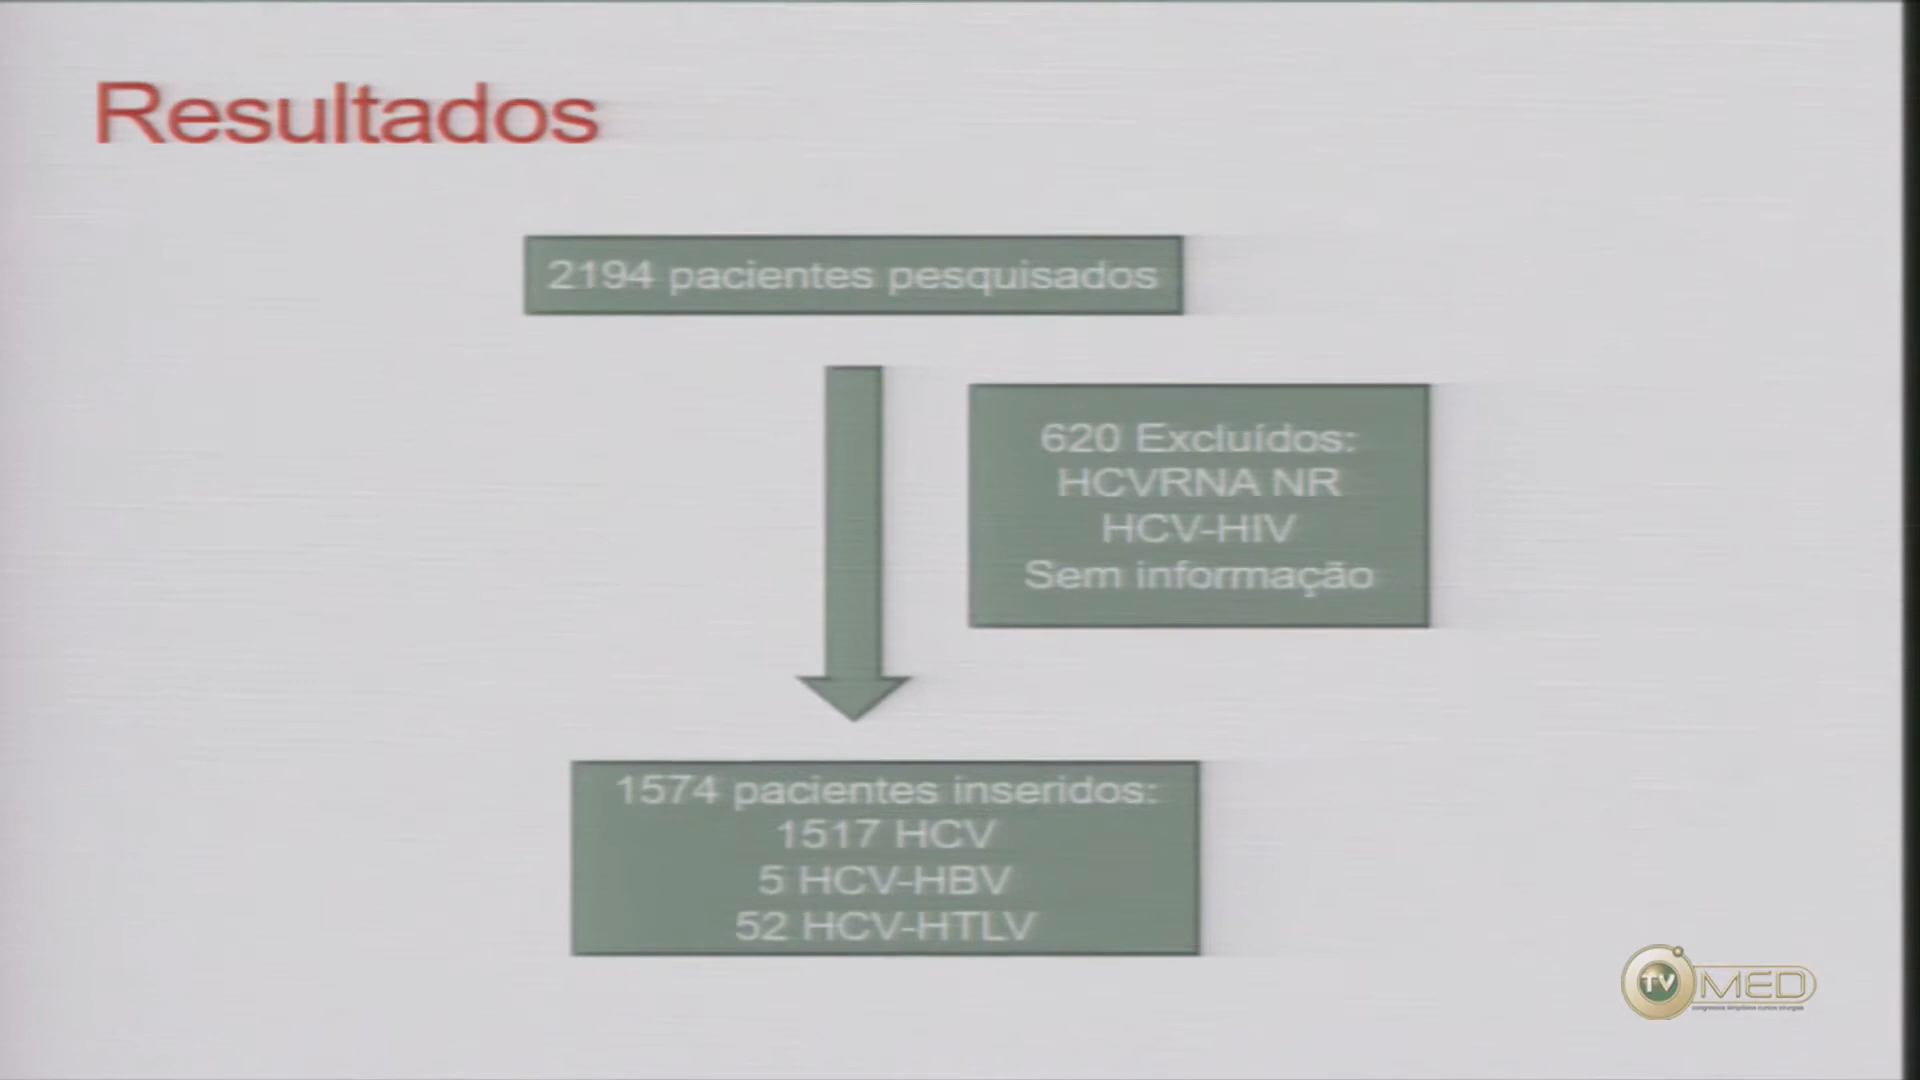 Resultados
2194 pacientes pesquisados
620 Excluídos:
HCVRNA NR
HCV-HIV
Sem informação
1574 pacientes inseridos:
1517 HCV
5 HCV-HBV
52 HCV-HTLV
TV MED